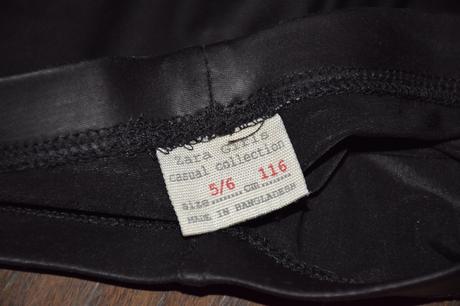 Zara Girls
Casual collection
size........5/6.......cm....116......
MADE IN BANGLADESH